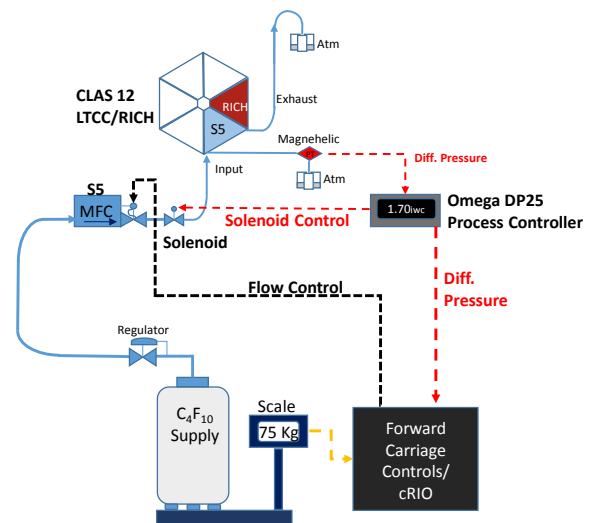 Atm
CLAS 12
LTCC/RICH
RICH
S5
Exhaust
Magnehelic
PT
Diff. Pressure
Input
Atm
S5
MFC
Solenoid Control
1.70iwc
Omega DP25
Process Controller
Solenoid
Flow Control
Diff.
Pressure
Regulator
C₄F₁₀
Supply
Scale
75 Kg
Forward
Carriage
Controls/
cRIO